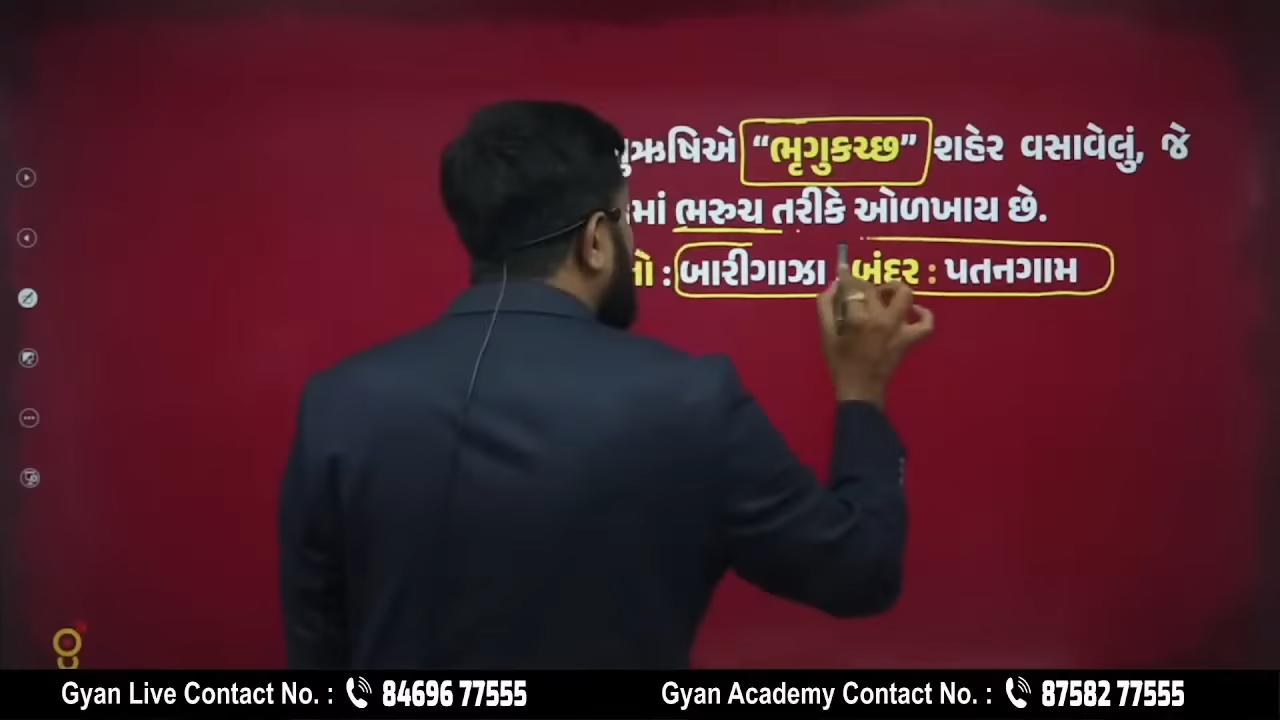 “ભૃગુકચ્છ” શહેર વસાવેલું, જે
ભરુચ તરીકે ઓળખાય છે.
: બારીગાઝા બંદર : પતનગામ
Gyan Live Contact No. : 84696 77555
Gyan Academy Contact No. : 87582 77555